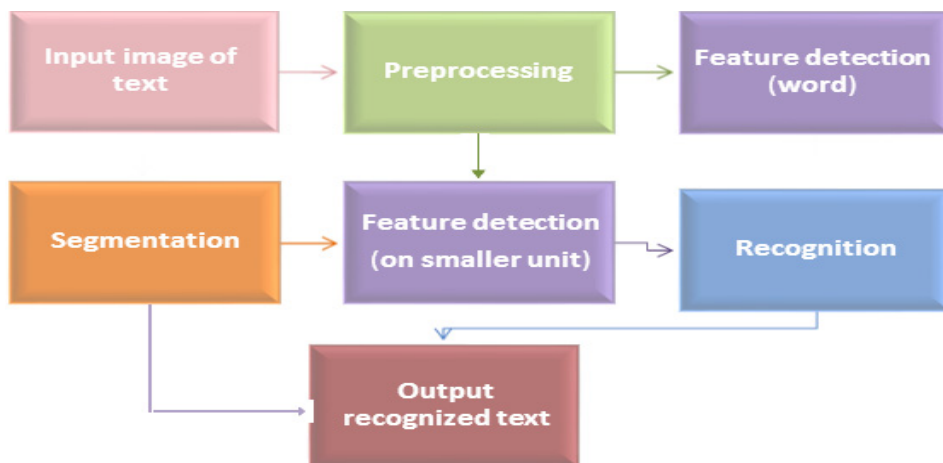 Input image of
text
Preprocessing
Feature detection
(word)
Segmentation
Feature detection
(on smaller unit)
Recognition
Output
recognized text